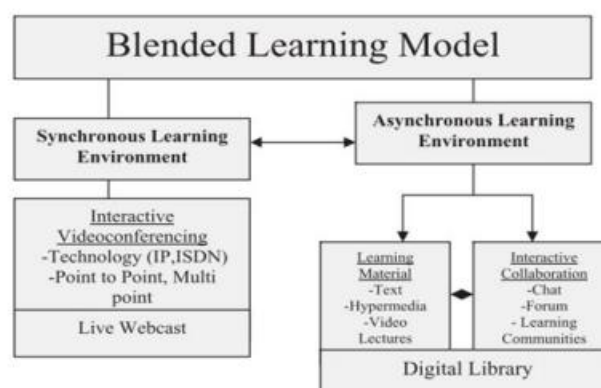 Blended Learning Model
Synchronous Learning
Environment
Asynchronous Learning
Environment
Interactive
Videoconferencing
-Technology (IP,ISDN)
-Point to Point, Multi
point
Live Webcast
Learning
Material
-Text
-Hypermedia
-Video
Lectures
Interactive
Collaboration
-Chat
-Forum
- Learning
Communities
Digital Library